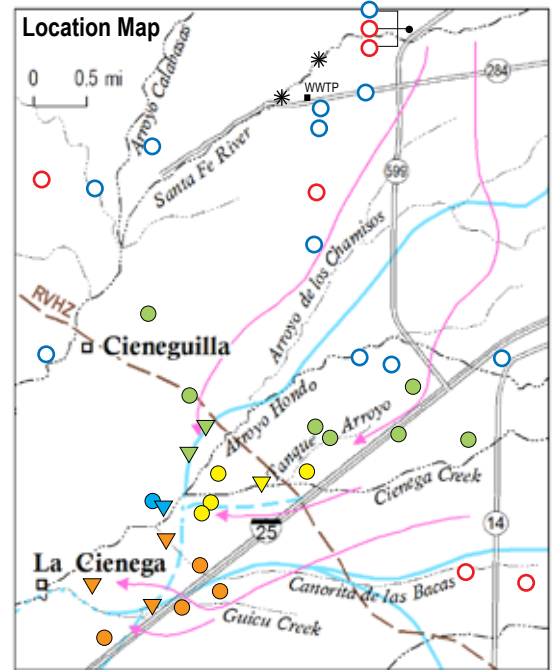 Location Map
0 0.5 mi
Arroyo Calabasas
WWTP
284
Santa Fe River
599
Arroyo de los Chamisos
RVHZ
Cieneguilla
Arroyo Hondo
Tanque Arroyo
Cienega Creek
25
14
La Cienega
Canorita de las Bacas
Guicu Creek